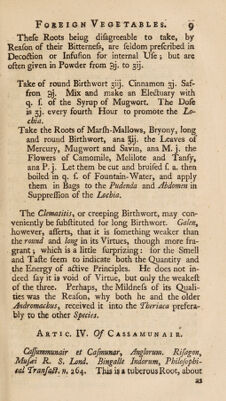 FOREIGN VEGETABLES. 9
These Roots being disagreeable to take, by
Reaſon of their Bitterneſs, are ſeldom preſcribed in
Decoction or Infuſion for internal Uſe; but are
often given in Powder from ℈j. to ʒij.
Take of round Birthwort ʒiij. Cinnamon ʒj. Saf-
fron ℈j. Mix and make an Electuary with
q. ſ. of the Syrup of Mugwort. The Doſe
is ʒj. every fourth Hour to promote the Lo-
chia.
Take the Roots of Marſh-Mallows, Bryony, long
and round Birthwort, ana ℥ij. the Leaves of
Mercury, Mugwort and Savin, ana M. j. the
Flowers of Camomile, Melilote and Tanſy,
ana P. j. Let them be cut and bruiſed ſ. a. then
boiled in q. ſ. of Fountain-Water, and apply
them in Bags to the Pudenda and Abdomen in
Suppreſſion of the Lochia.
The Clematitis, or creeping Birthwort, may con-
veniently be ſubſtituted for long Birthwort. Galen,
however, aſſerts, that it is ſomething weaker than
the round and long in its Virtues, though more fra-
grant; which is a little ſurprizing: for the Smell
and Taſte ſeem to indicate both the Quantity and
the Energy of active Principles. He does not in-
deed ſay it is void of Virtue, but only the weakeſt
of the three. Perhaps, the Mildneſs of its Quali-
ties was the Reaſon, why both he and the older
Andromachus, received it into the Theriaca prefera-
bly to the other Species.
ARTIC. IV. Of CASSAMUNAIR.
Caſſummunair et Caſmunar, Anglorum. Riſagon,
Muſæi R. S. Lond. Bingalle Indorum, Philoſophi-
cal Tranſact. n. 264. This is a tuberous Root, about
as